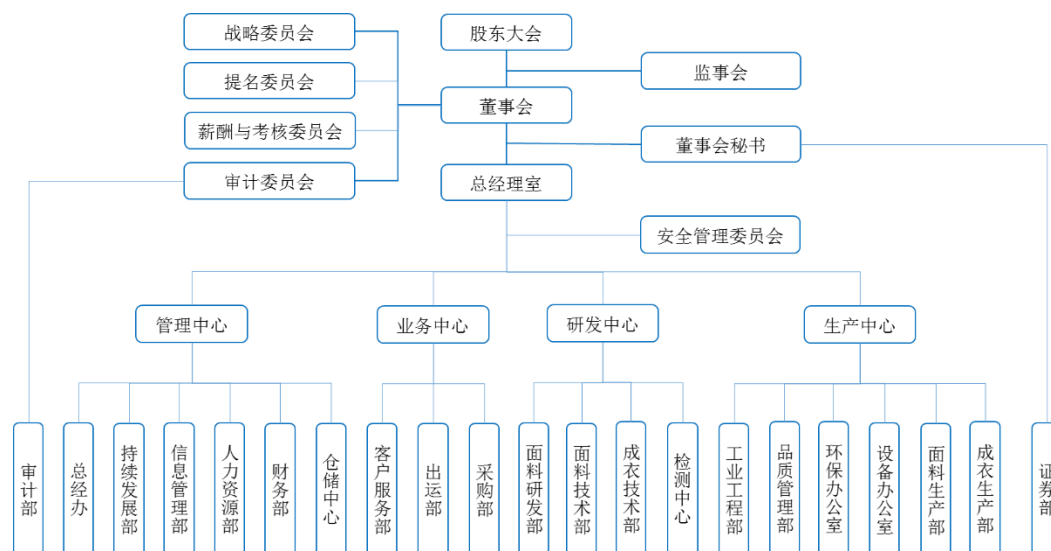 战略委员会
股东大会
提名委员会
监事会
董事会
薪酬与考核委员会
董事会秘书
审计委员会
总经理室
安全管理委员会
管理中心
业务中心
研发中心
生产中心
审计部
总经办
持续发展部
信息管理部
人力资源部
财务部
仓储中心
客户服务部
出运部
采购部
面料研发部
面料技术部
成衣技术部
检测中心
工业工程部
品质管理部
环保办公室
设备办公室
面料生产部
成衣生产部
证券部